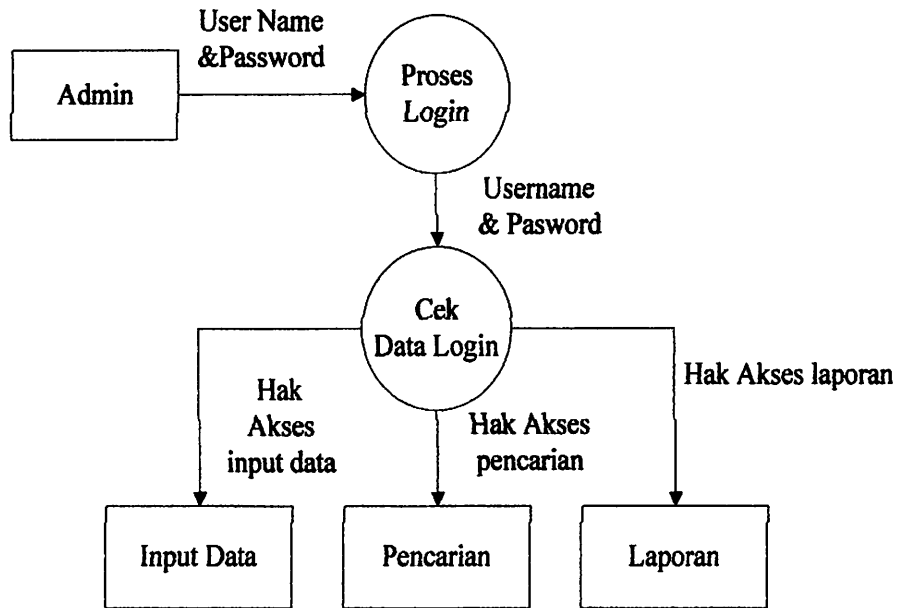 User Name
&Password
Admin
Proses
Login
Username
& Pasword
Cek
Data Login
Hak
Akses
input data
Hak Akses
pencarian
Hak Akses laporan
Input Data
Pencarian
Laporan